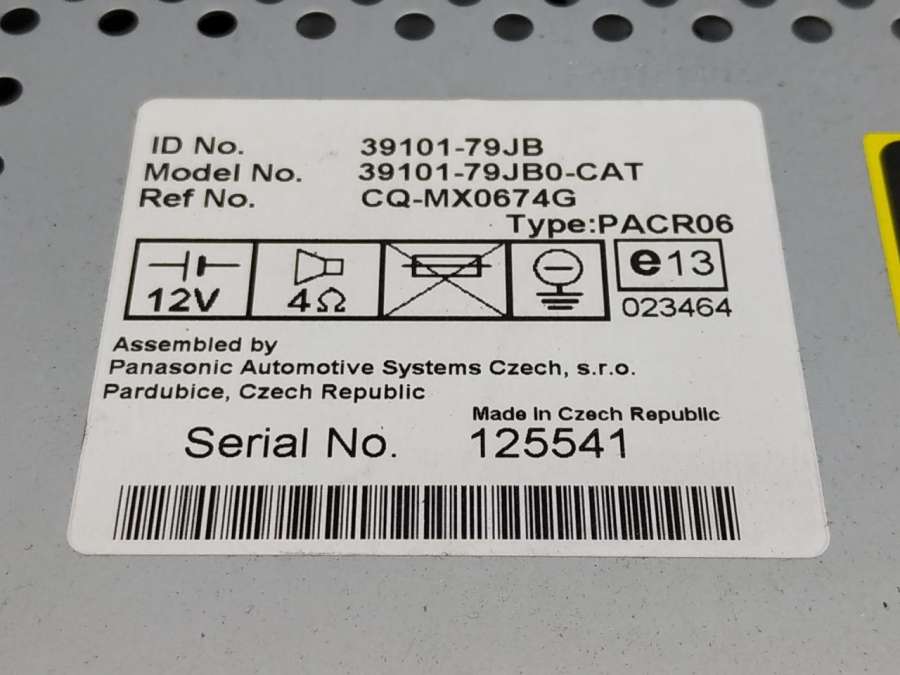 ID No. 39101-79JB
Model No. 39101-79JB0-CAT
Ref No. CQ-MX0674G
Type:PACR06
12V 4Ω e13
023464
Assembled by
Panasonic Automotive Systems Czech, s.r.o.
Pardubice, Czech Republic
Made in Czech Republic
Serial No. 125541